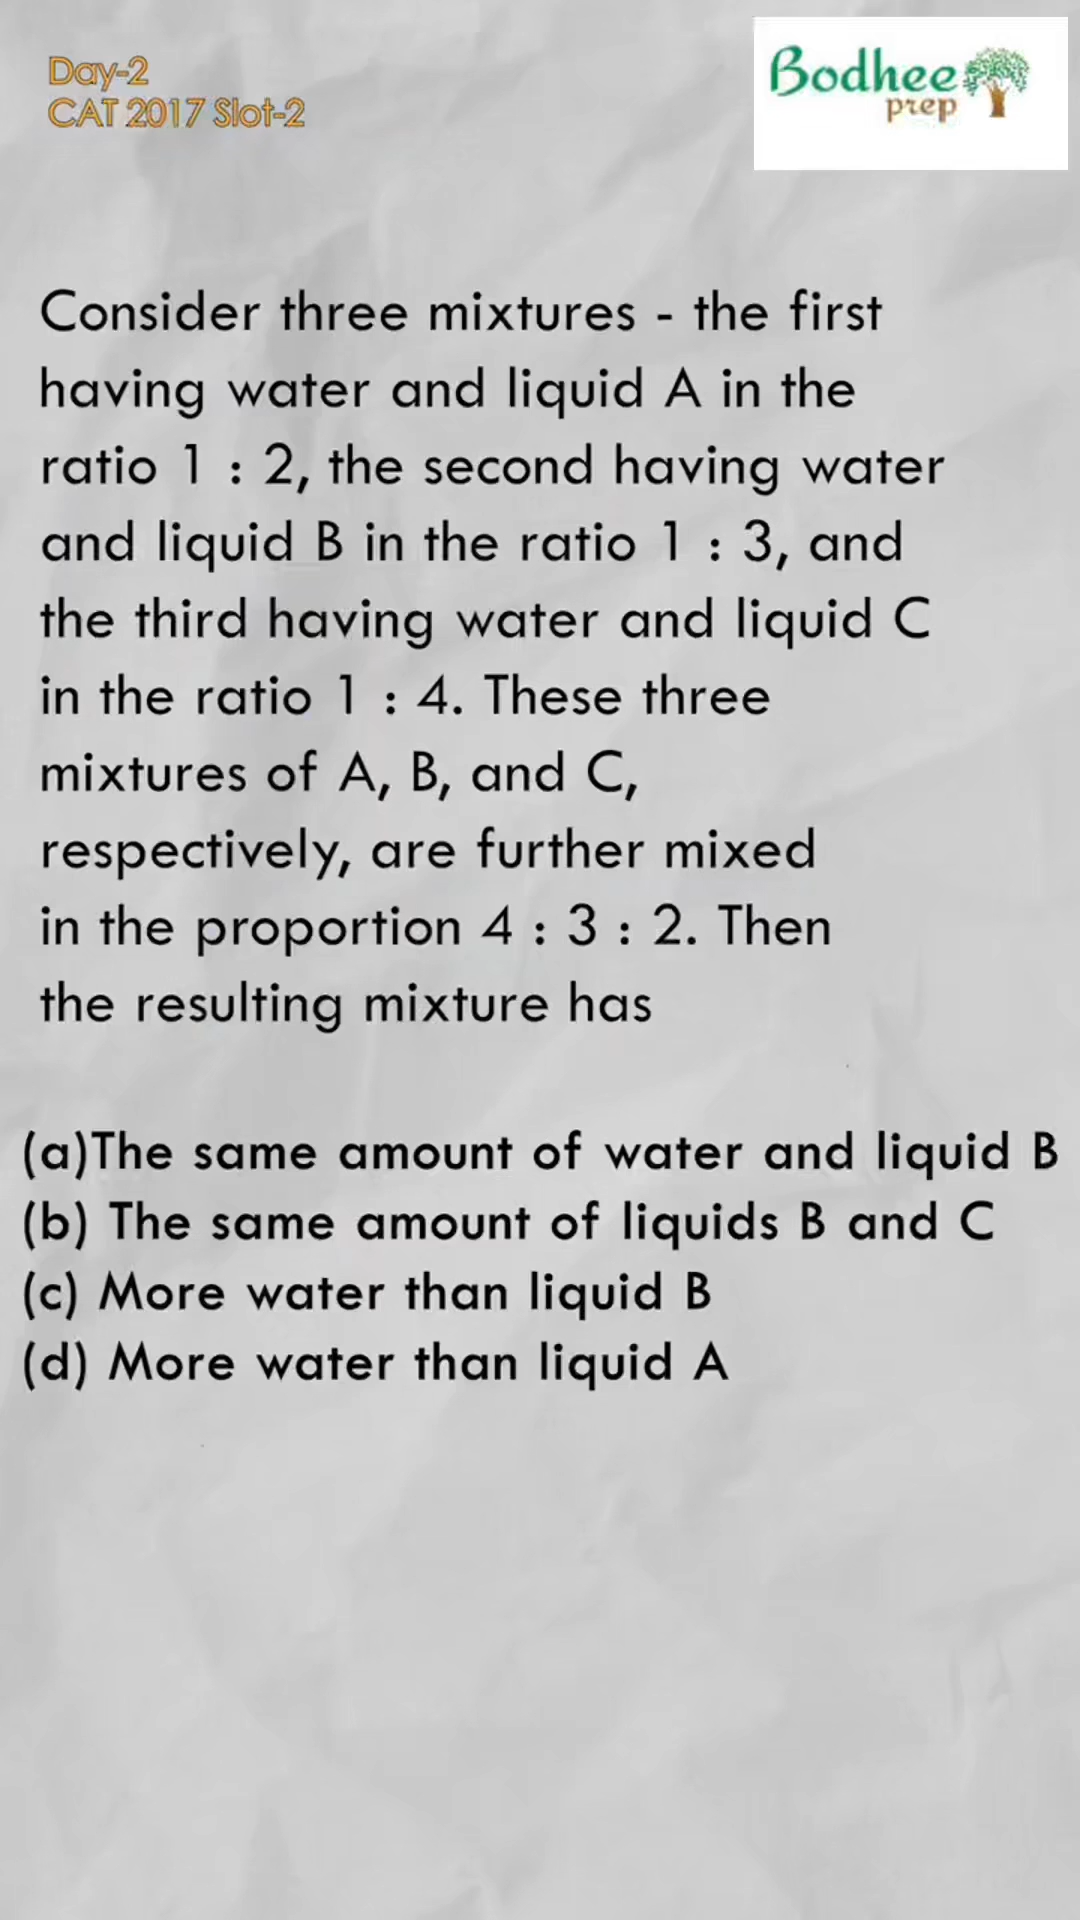 Day-2
CAT 2017 Slot-2
Bodhee
prep
Consider three mixtures - the first
having water and liquid A in the
ratio 1 : 2, the second having water
and liquid B in the ratio 1 : 3, and
the third having water and liquid C
in the ratio 1 : 4. These three
mixtures of A, B, and C,
respectively, are further mixed
in the proportion 4 : 3 : 2. Then
the resulting mixture has
(a)The same amount of water and liquid B
(b) The same amount of liquids B and C
(c) More water than liquid B
(d) More water than liquid A